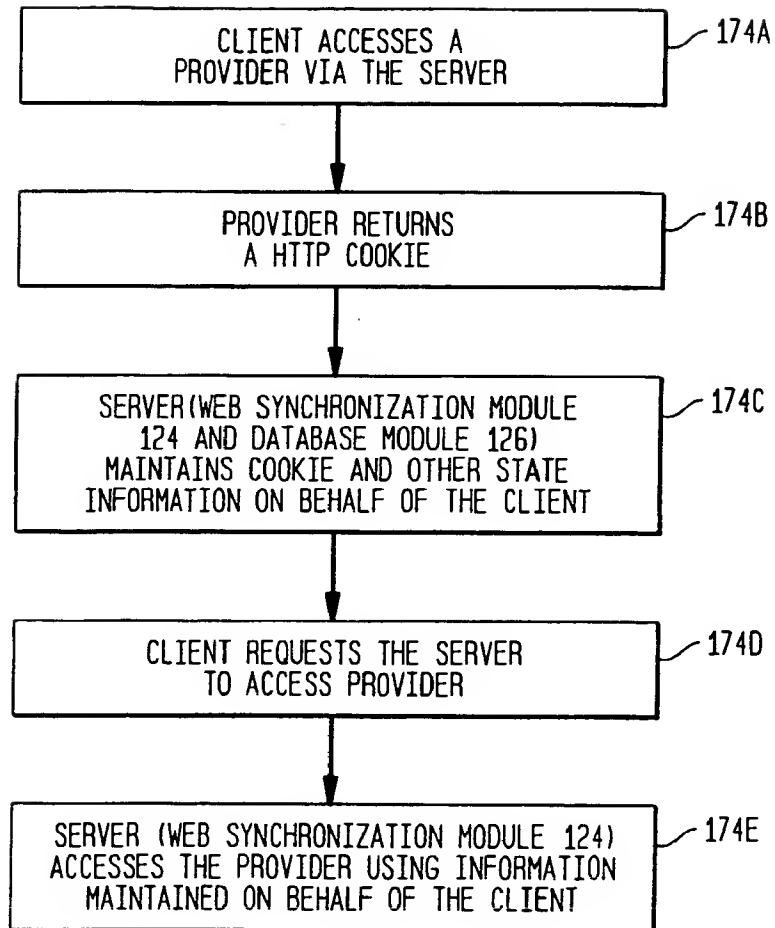 CLIENT ACCESSES A
PROVIDER VIA THE SERVER
174A
PROVIDER RETURNS
A HTTP COOKIE
174B
SERVER(WEB SYNCHRONIZATION MODULE
124 AND DATABASE MODULE 126)
MAINTAINS COOKIE AND OTHER STATE
INFORMATION ON BEHALF OF THE CLIENT
174C
CLIENT REQUESTS THE SERVER
TO ACCESS PROVIDER
174D
SERVER (WEB SYNCHRONIZATION MODULE 124)
ACCESSES THE PROVIDER USING INFORMATION
MAINTAINED ON BEHALF OF THE CLIENT
174E